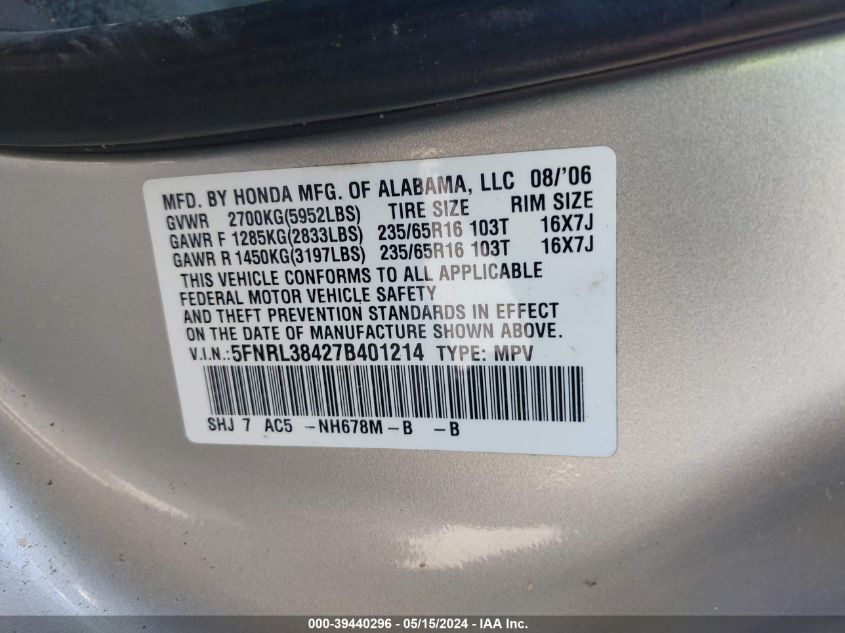 MFD. BY HONDA MFG. OF ALABAMA, LLC 08/'06
GVWR 2700KG(5952LBS) TIRE SIZE RIM SIZE
GAWR F 1285KG(2833LBS) 235/65R16 103T 16X7J
GAWR R 1450KG(3197LBS) 235/65R16 103T 16X7J
THIS VEHICLE CONFORMS TO ALL APPLICABLE
FEDERAL MOTOR VEHICLE SAFETY
AND THEFT PREVENTION STANDARDS IN EFFECT
ON THE DATE OF MANUFACTURE SHOWN ABOVE.
V.I.N.:5FNRL38427B401214 TYPE: MPV
SHJ 7 AC5 -NH678M-B -B
000-39440296 - 05/15/2024 - IAA Inc.